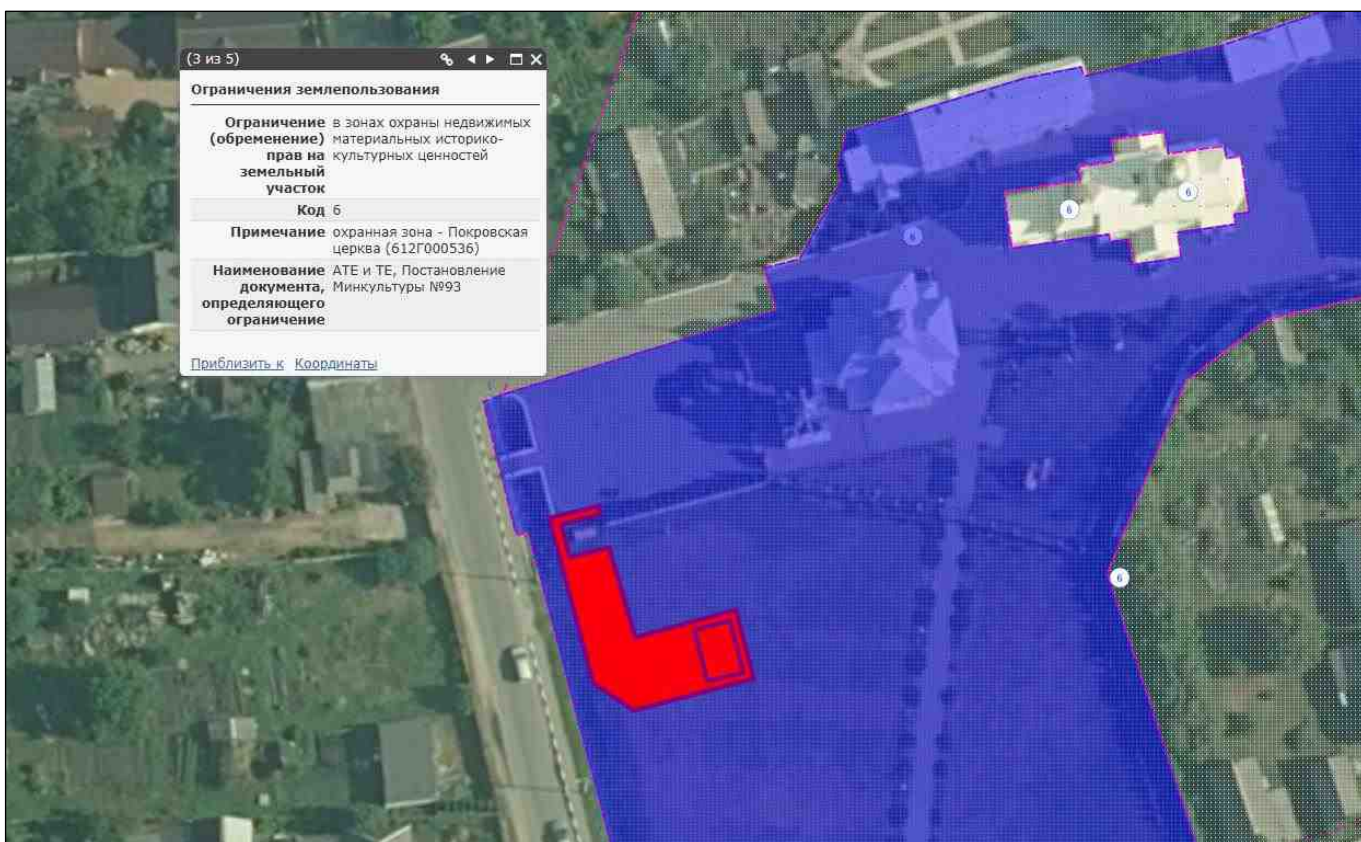 (3 из 5)
Ограничения землепользования
Ограничение (обременение) прав на земельный участок
в зонах охраны недвижимых
материальных историко-
культурных ценностей
Код 6
Примечание охранная зона - Покровская
церква (612Г000536)
Наименование документа, определяющего ограничение
АТЕ и ТЕ, Постановление
Минкультуры №93
Приблизить к Координаты
6
6
6
6